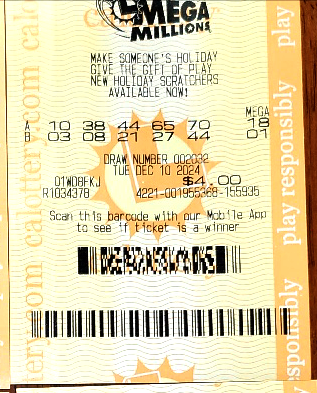 MEGA
MILLIONS
MAKE SOMEONE'S HOLIDAY
GIVE THE GIFT OF PLAY
NEW HOLIDAY SCRATCHERS
AVAILABLE NOW!
MEGA
A 10 38 44 65 70 18
B 03 08 21 27 44 01
DRAW NUMBER 002032
TUE DEC 10 2024
01WD8FKJ $4.00
R1034378 4221-001955368-155935
Scan this barcode with our Mobile App
to see if ticket is a winner
calottery.com
play responsibly
play